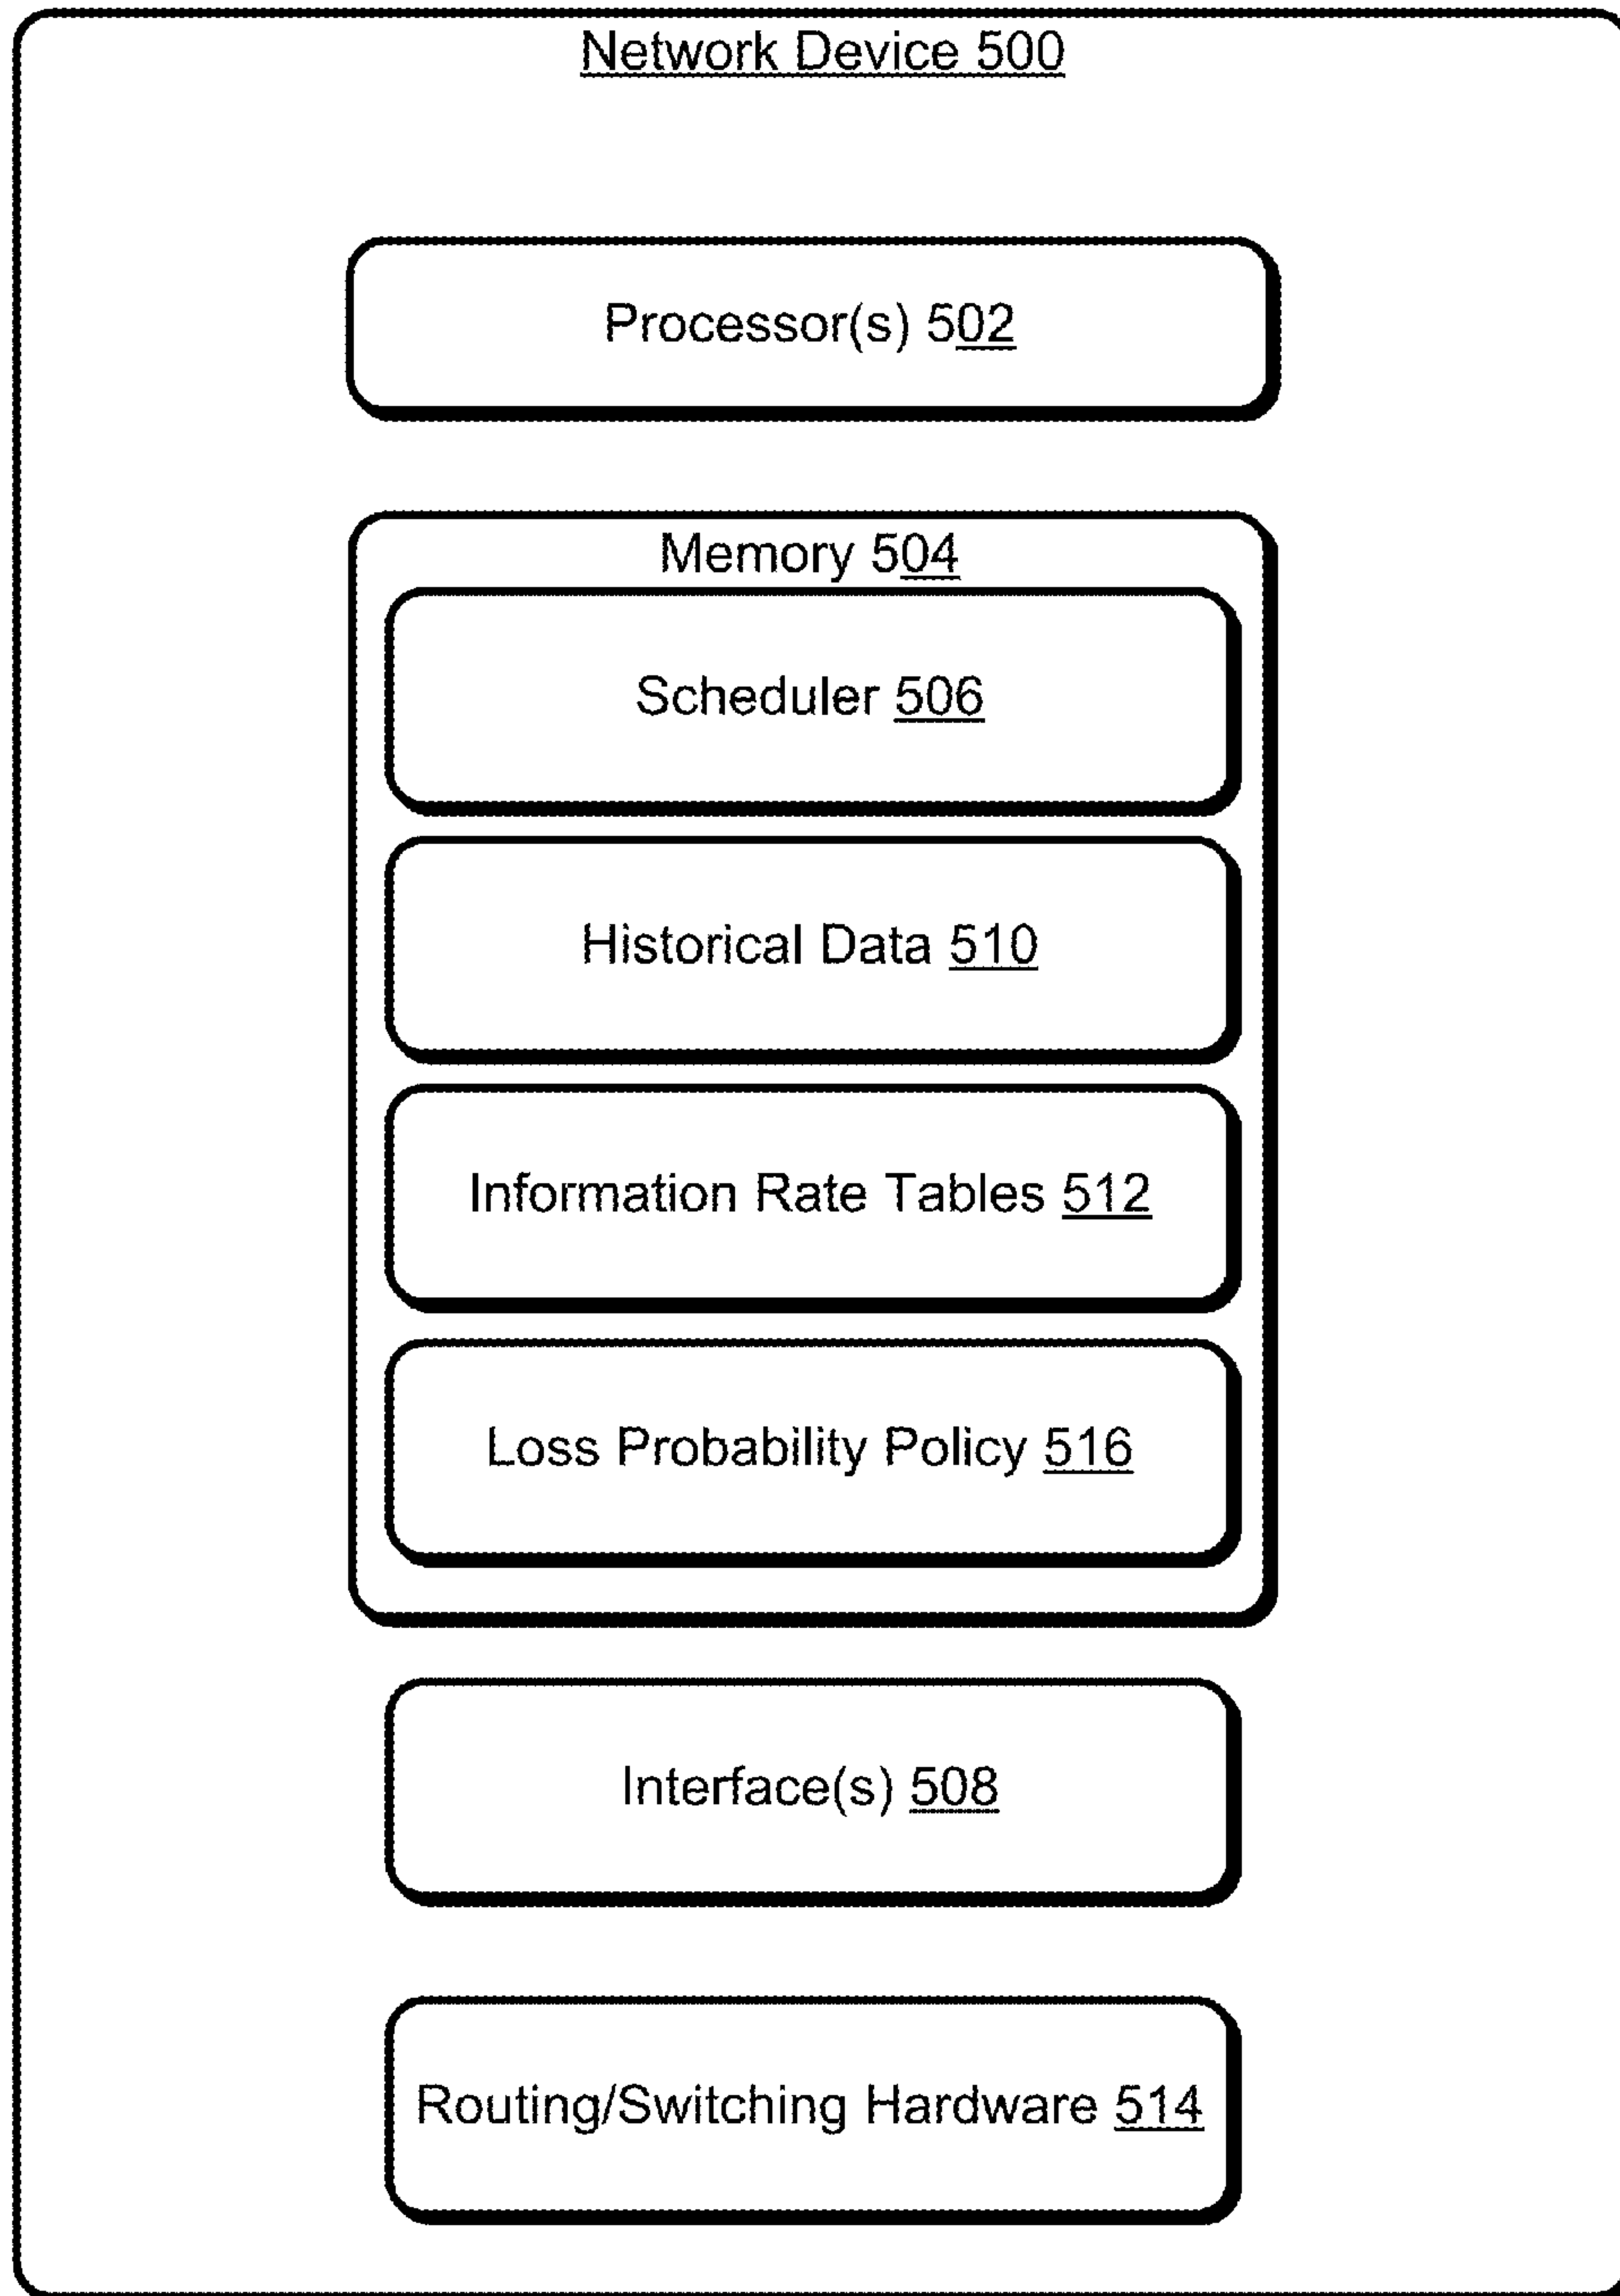 Network Device 500
Processor(s) 502
Memory 504
Scheduler 506
Historical Data 510
Information Rate Tables 512
Loss Probability Policy 516
Interface(s) 508
Routing/Switching Hardware 514